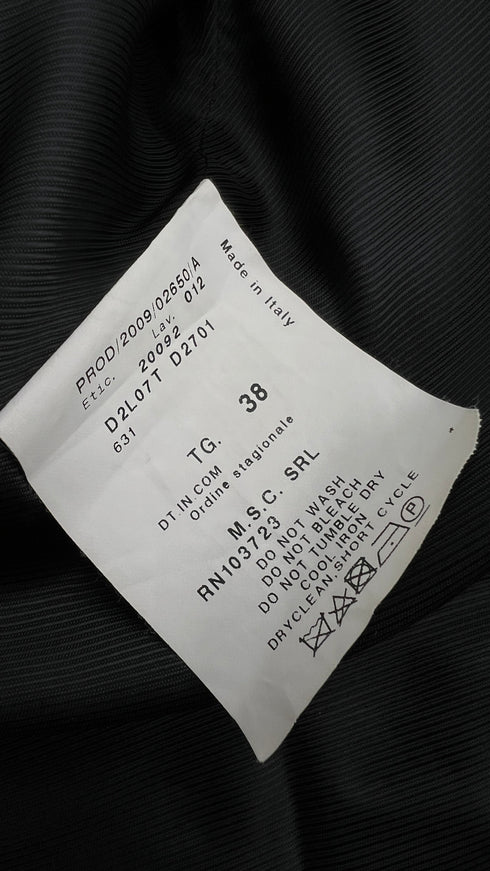 Made in Italy
PROD/2009/02650/A
Etic. 20092 Lav. 012
D2L07T D2701
631
TG. 38
DT.IN.COM
Ordine stagionale
M.S.C. SRL
RN103723
DO NOT WASH
DO NOT BLEACH
DO NOT TUMBLE DRY
COOL IRON
DRYCLEAN.SHORT CYCLE
P